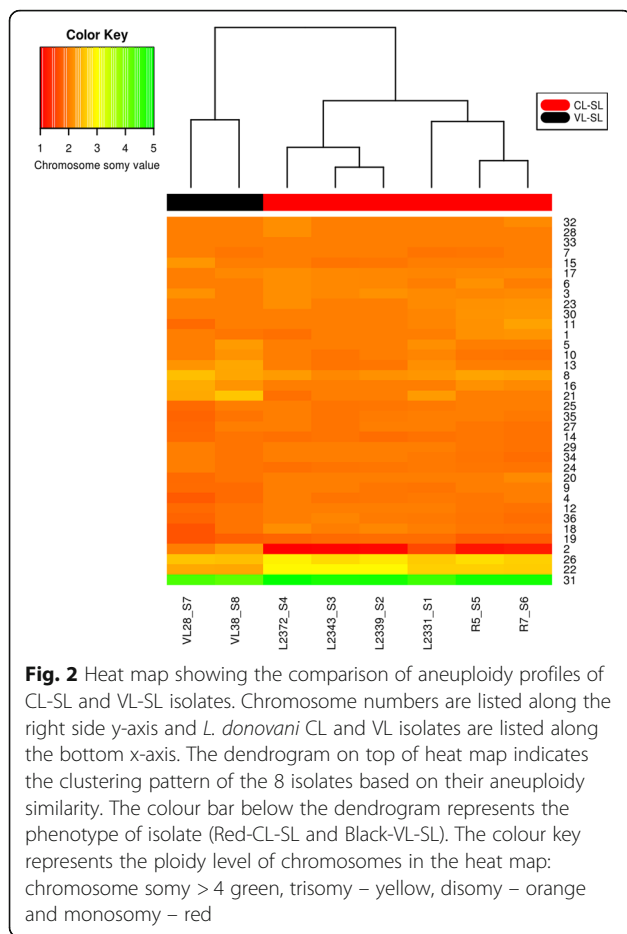 Color Key
1 2 3 4 5
Chromosome somy value
CL-SL
VL-SL
32
28
33
7
15
17
6
3
23
30
11
1
5
10
13
8
16
21
25
35
27
14
29
34
24
20
9
4
12
36
18
19
2
26
22
31
VL28_S7
VL38_S8
L2372_S4
L2343_S3
L2339_S2
L2331_S1
R5_S5
R7_S6
Fig. 2 Heat map showing the comparison of aneuploidy profiles of
CL-SL and VL-SL isolates. Chromosome numbers are listed along the
right side y-axis and L. donovani CL and VL isolates are listed along
the bottom x-axis. The dendrogram on top of heat map indicates
the clustering pattern of the 8 isolates based on their aneuploidy
similarity. The colour bar below the dendrogram represents the
phenotype of isolate (Red-CL-SL and Black-VL-SL). The colour key
represents the ploidy level of chromosomes in the heat map:
chromosome somy > 4 green, trisomy – yellow, disomy – orange
and monosomy – red